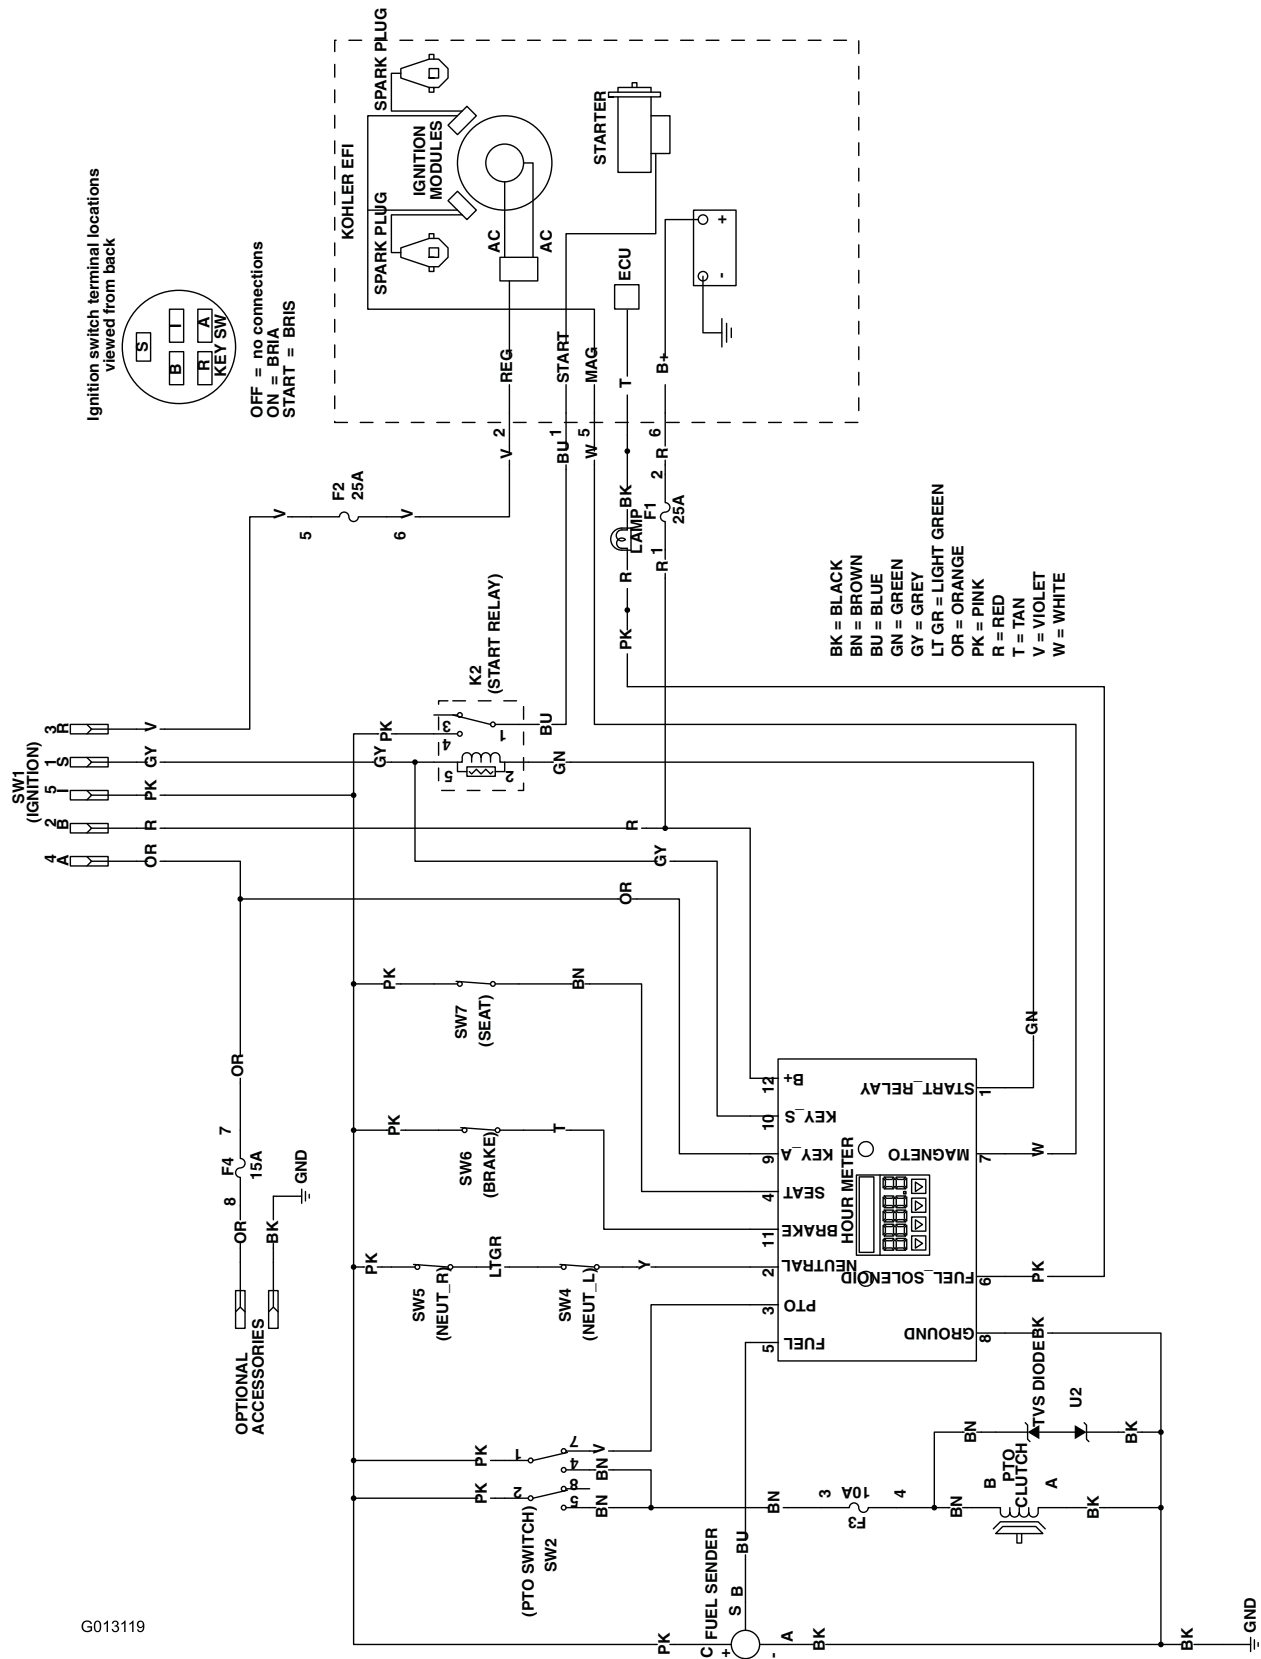 SPARK PLUG
SPARK PLUG
KOHLER EFI
IGNITION
MODULES
STARTER
AC
AC
ECU
+
-
REG
START
MAG
T
B+
Ignition switch terminal locations
viewed from back
S
B
I
R
A
KEY SW
OFF = no connections
ON = BRIA
START = BRIS
V 2
BU 1
W 5
R 6
2
F2
25A
V
5
V
6
BK
LAMP
R
PK
F1
25A
R 1
SW1
(IGNITION)
3 R
1 S
5 I
2 B
4 A
V
GY
PK
R
OR
K2
(START RELAY)
PK
GY
3
4
1
5
2
BU
GN
R
GY
OR
BK = BLACK
BN = BROWN
BU = BLUE
GN = GREEN
GY = GREY
LT GR = LIGHT GREEN
OR = ORANGE
PK = PINK
R = RED
T = TAN
V = VIOLET
W = WHITE
PK
SW7
(SEAT)
BN
PK
SW6
(BRAKE)
T
PK
SW5
(NEUT_R)
LTGR
SW4
(NEUT_L)
Y
OR
7
F4
15A
8
OR
BK
GND
OPTIONAL
ACCESSORIES
12 B+
10 KEY_S
9 KEY_A
4 SEAT
11 BRAKE
2 NEUTRAL
3 PTO
5 FUEL
HOUR METER
START_RELAY 1
MAGNETO 7
FUEL_SOLENOID 6
GROUND 8
GN
W
PK
BK
PK
1
7
V
4
BN
PK
2
8
5
BN
(PTO SWITCH)
SW2
BN
3
F3
10A
4
BN
B
PTO
CLUTCH
A
BK
BN
TVS DIODE
U2
BK
PK
C
+
FUEL SENDER
S
B
BU
-
A
BK
BK
GND
G013119